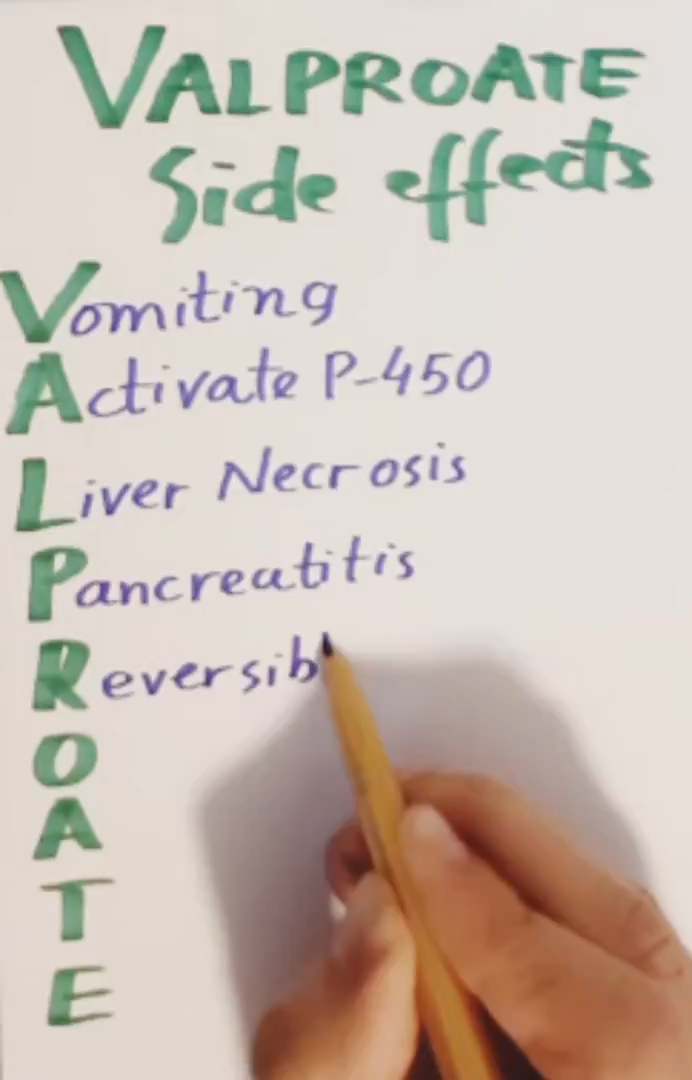 VALPROATE
Side effects
Vomiting
Activate P-450
Liver Necrosis
Pancreatitis
Reversib
O
A
T
E